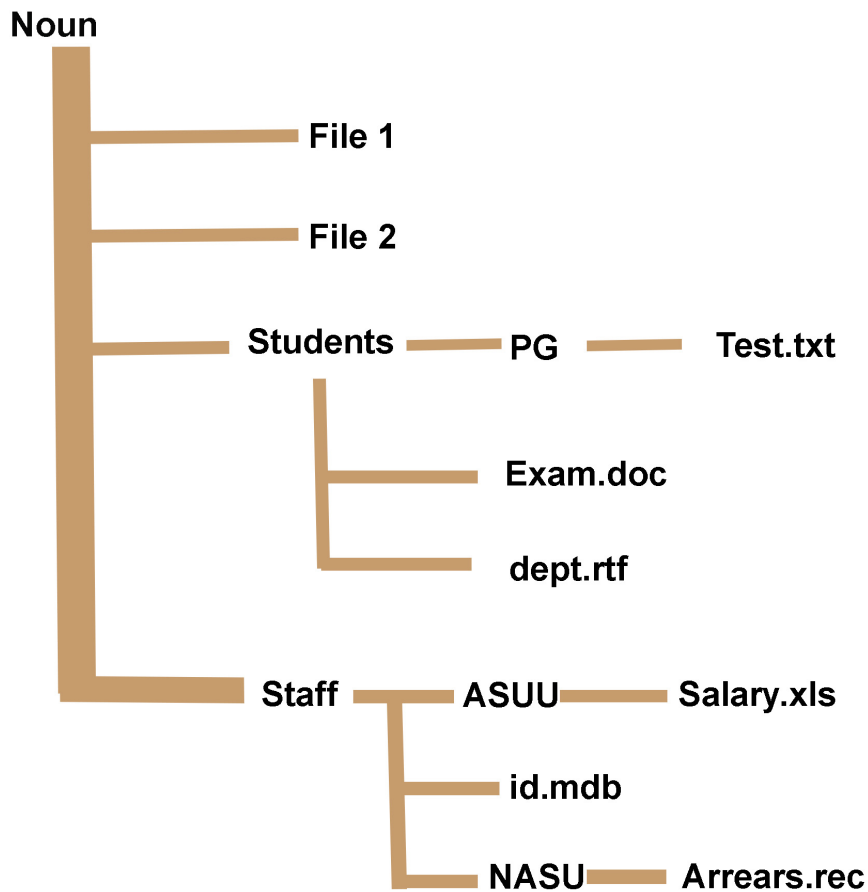 Noun
File 1
File 2
Students PG Test.txt
Exam.doc
dept.rtf
Staff ASUU Salary.xls
id.mdb
NASU Arrears.rec